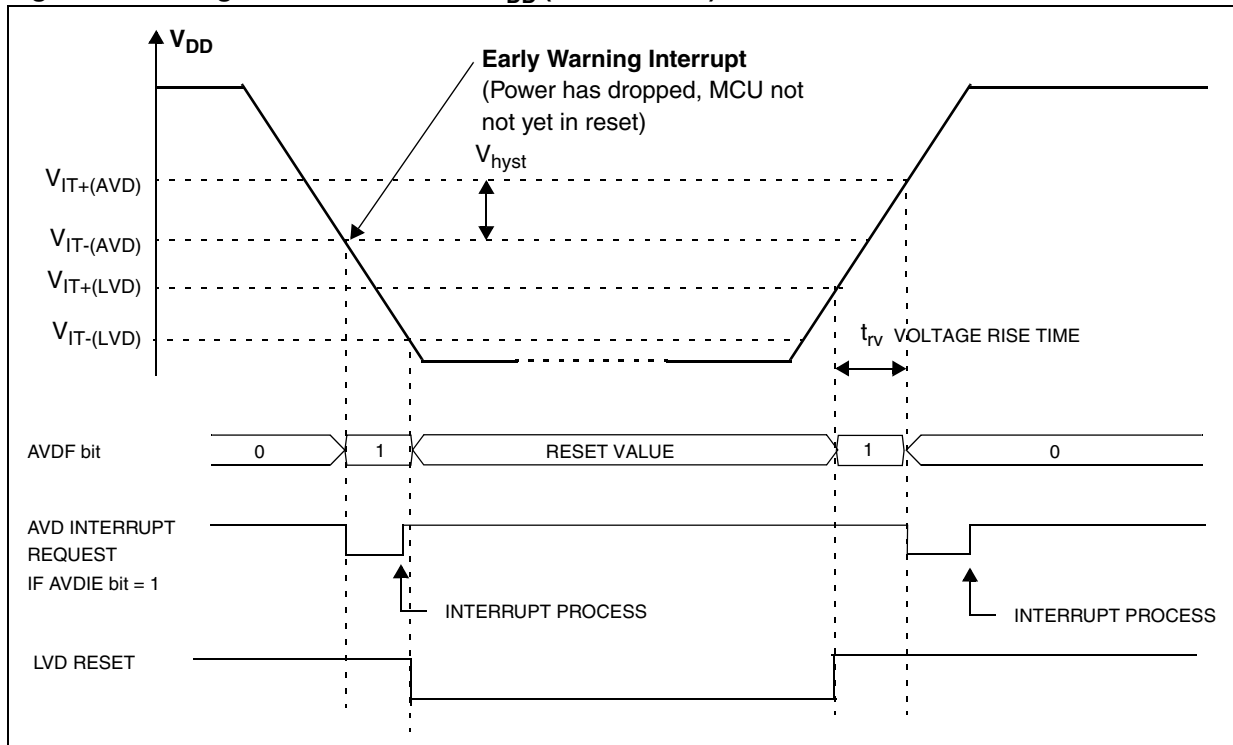 V_DD
Early Warning Interrupt
(Power has dropped, MCU not
not yet in reset)
V_hyst
V_IT+(AVD)
V_IT-(AVD)
V_IT+(LVD)
V_IT-(LVD)
t_rv VOLTAGE RISE TIME
AVDF bit
0
1
RESET VALUE
1
0
AVD INTERRUPT
REQUEST
IF AVDIE bit = 1
INTERRUPT PROCESS
INTERRUPT PROCESS
LVD RESET